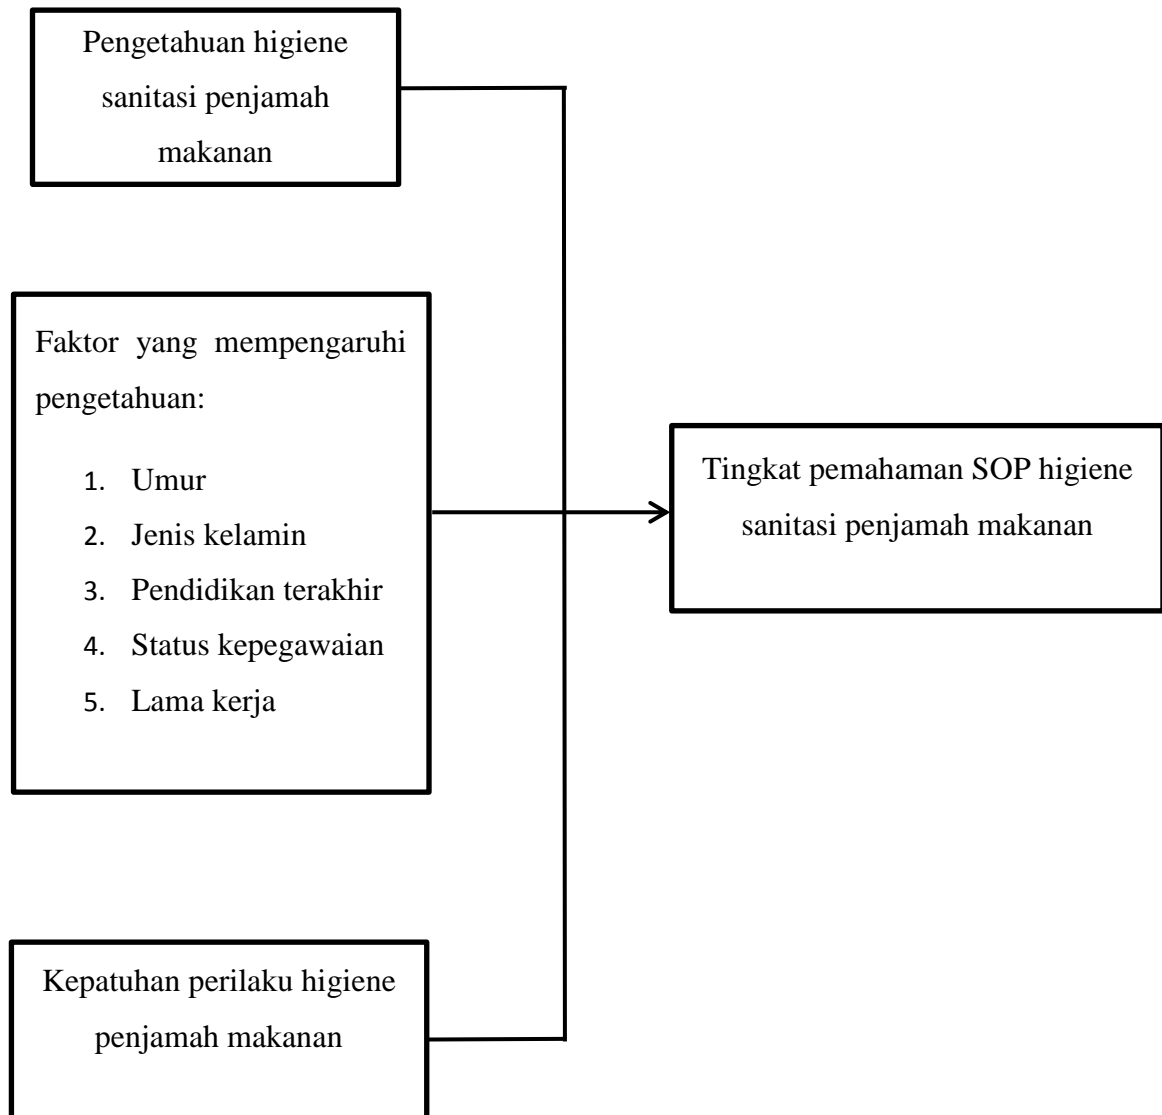 Pengetahuan higiene
sanitasi penjamah
makanan
Faktor yang mempengaruhi
pengetahuan:
1. Umur
2. Jenis kelamin
3. Pendidikan terakhir
4. Status kepegawaian
5. Lama kerja
Tingkat pemahaman SOP higiene
sanitasi penjamah makanan
Kepatuhan perilaku higiene
penjamah makanan